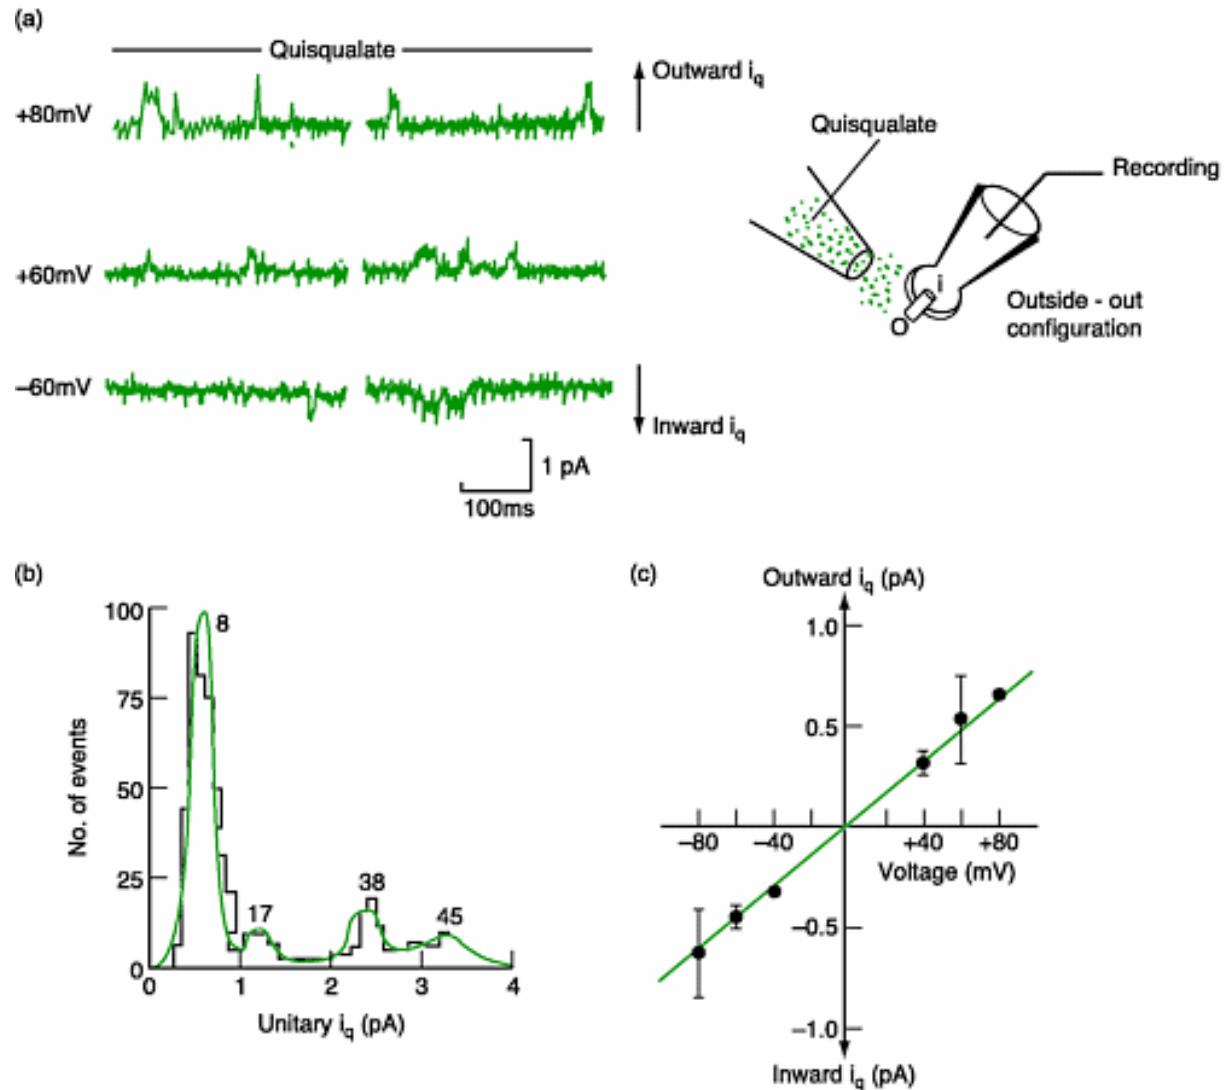 (a)
Quisqualate
+80mV
Outward iq
Quisqualate
Recording
+60mV
i
O
Outside - out
configuration
–60mV
Inward iq
1 pA
100ms
(b)
100
75
50
25
0
No. of events
8
17
38
45
0 1 2 3 4
Unitary iq (pA)
(c)
Outward iq (pA)
1.0
0.5
–80 –40 +40 +80
Voltage (mV)
–0.5
–1.0
Inward iq (pA)